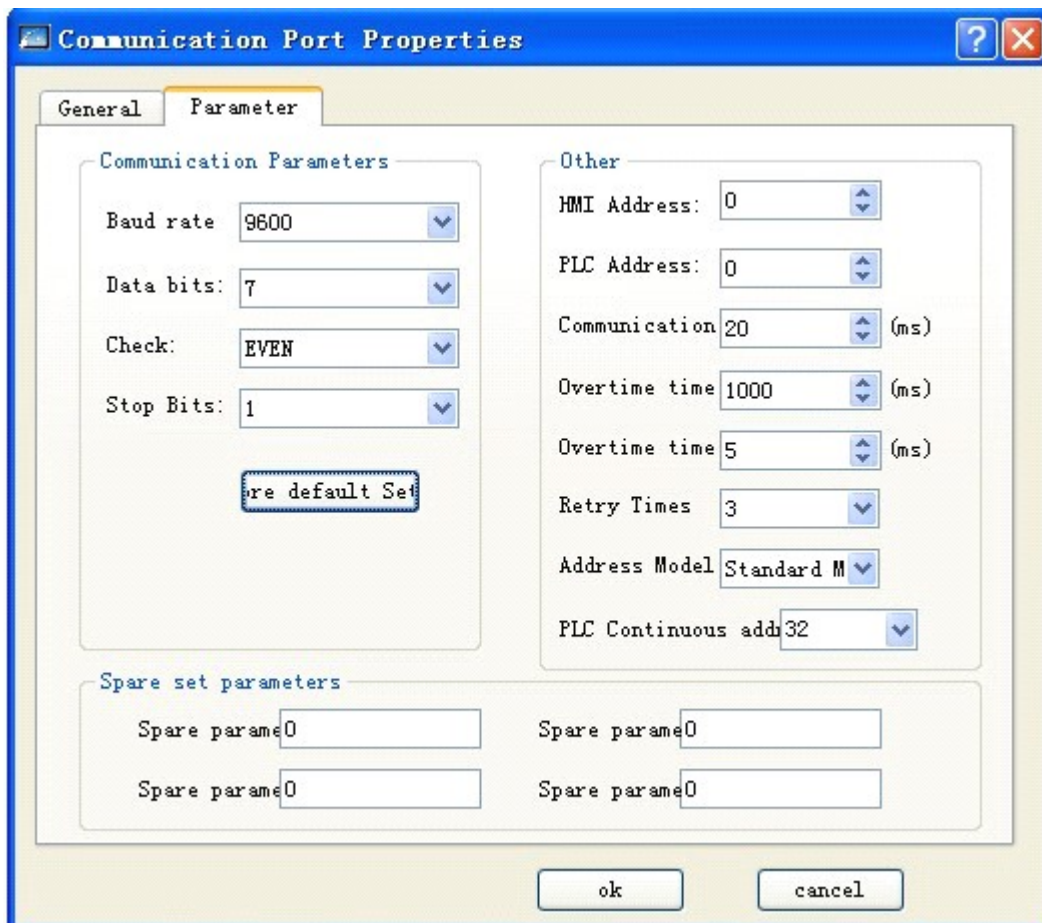 Communication Port Properties
General
Parameter
Communication Parameters
Baud rate 9600
Data bits: 7
Check: EVEN
Stop Bits: 1
re default Set
Other
HMI Address: 0
PLC Address: 0
Communication 20 (ms)
Overtime time 1000 (ms)
Overtime time 5 (ms)
Retry Times 3
Address Model Standard M
PLC Continuous add 32
Spare set parameters
Spare parame 0
Spare parame 0
Spare parame 0
Spare parame 0
ok
cancel